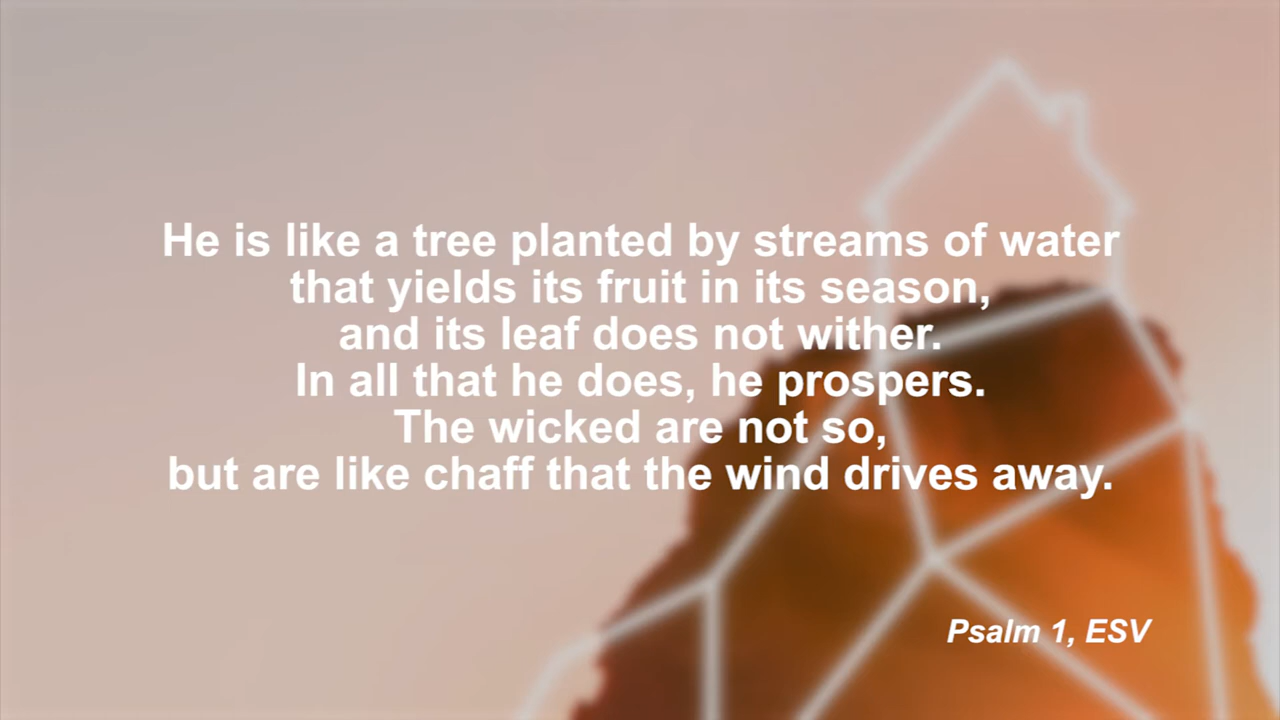 He is like a tree planted by streams of water
that yields its fruit in its season,
and its leaf does not wither.
In all that he does, he prospers.
The wicked are not so,
but are like chaff that the wind drives away.
Psalm 1, ESV